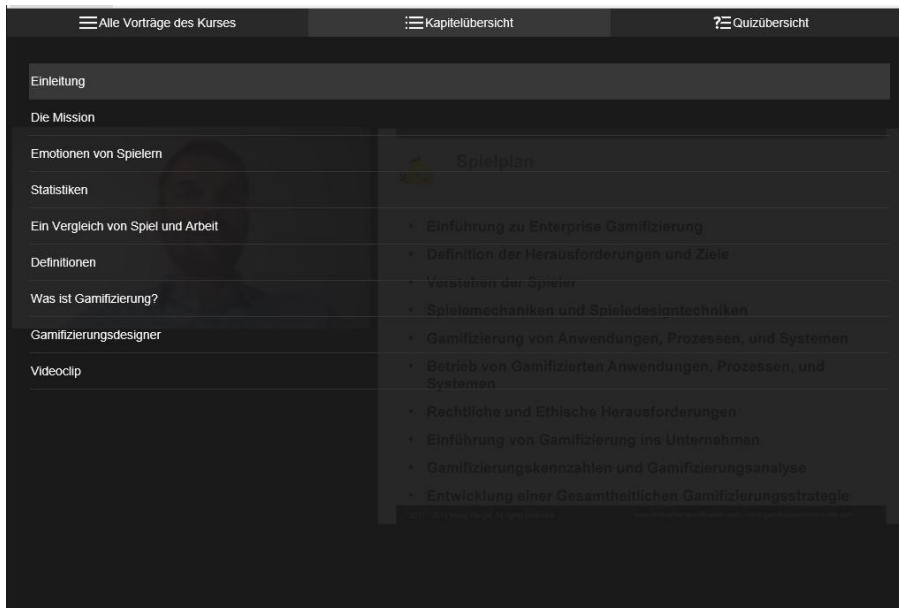 Alle Vorträge des Kurses
Kapitelübersicht
?
Quizübersicht
Einleitung
Die Mission
Emotionen von Spielern
Statistiken
Ein Vergleich von Spiel und Arbeit
Definitionen
Was ist Gamifizierung?
Gamifizierungsdesigner
Videoclip
Spielplan
• Einführung zu Enterprise Gamifizierung
• Definition der Herausforderungen und Ziele
• Verstehen der Spieler
• Spielemechaniken und Spieledesigntechniken
• Gamifizierung von Anwendungen, Prozessen, und Systemen
• Betrieb von Gamifizierten Anwendungen, Prozessen, und
Systemen
• Rechtliche und Ethische Herausforderungen
• Einführung von Gamifizierung ins Unternehmen
• Gamifizierungskennzahlen und Gamifizierungsanalyse
• Entwicklung einer Gesamtheitlichen Gamifizierungsstrategie